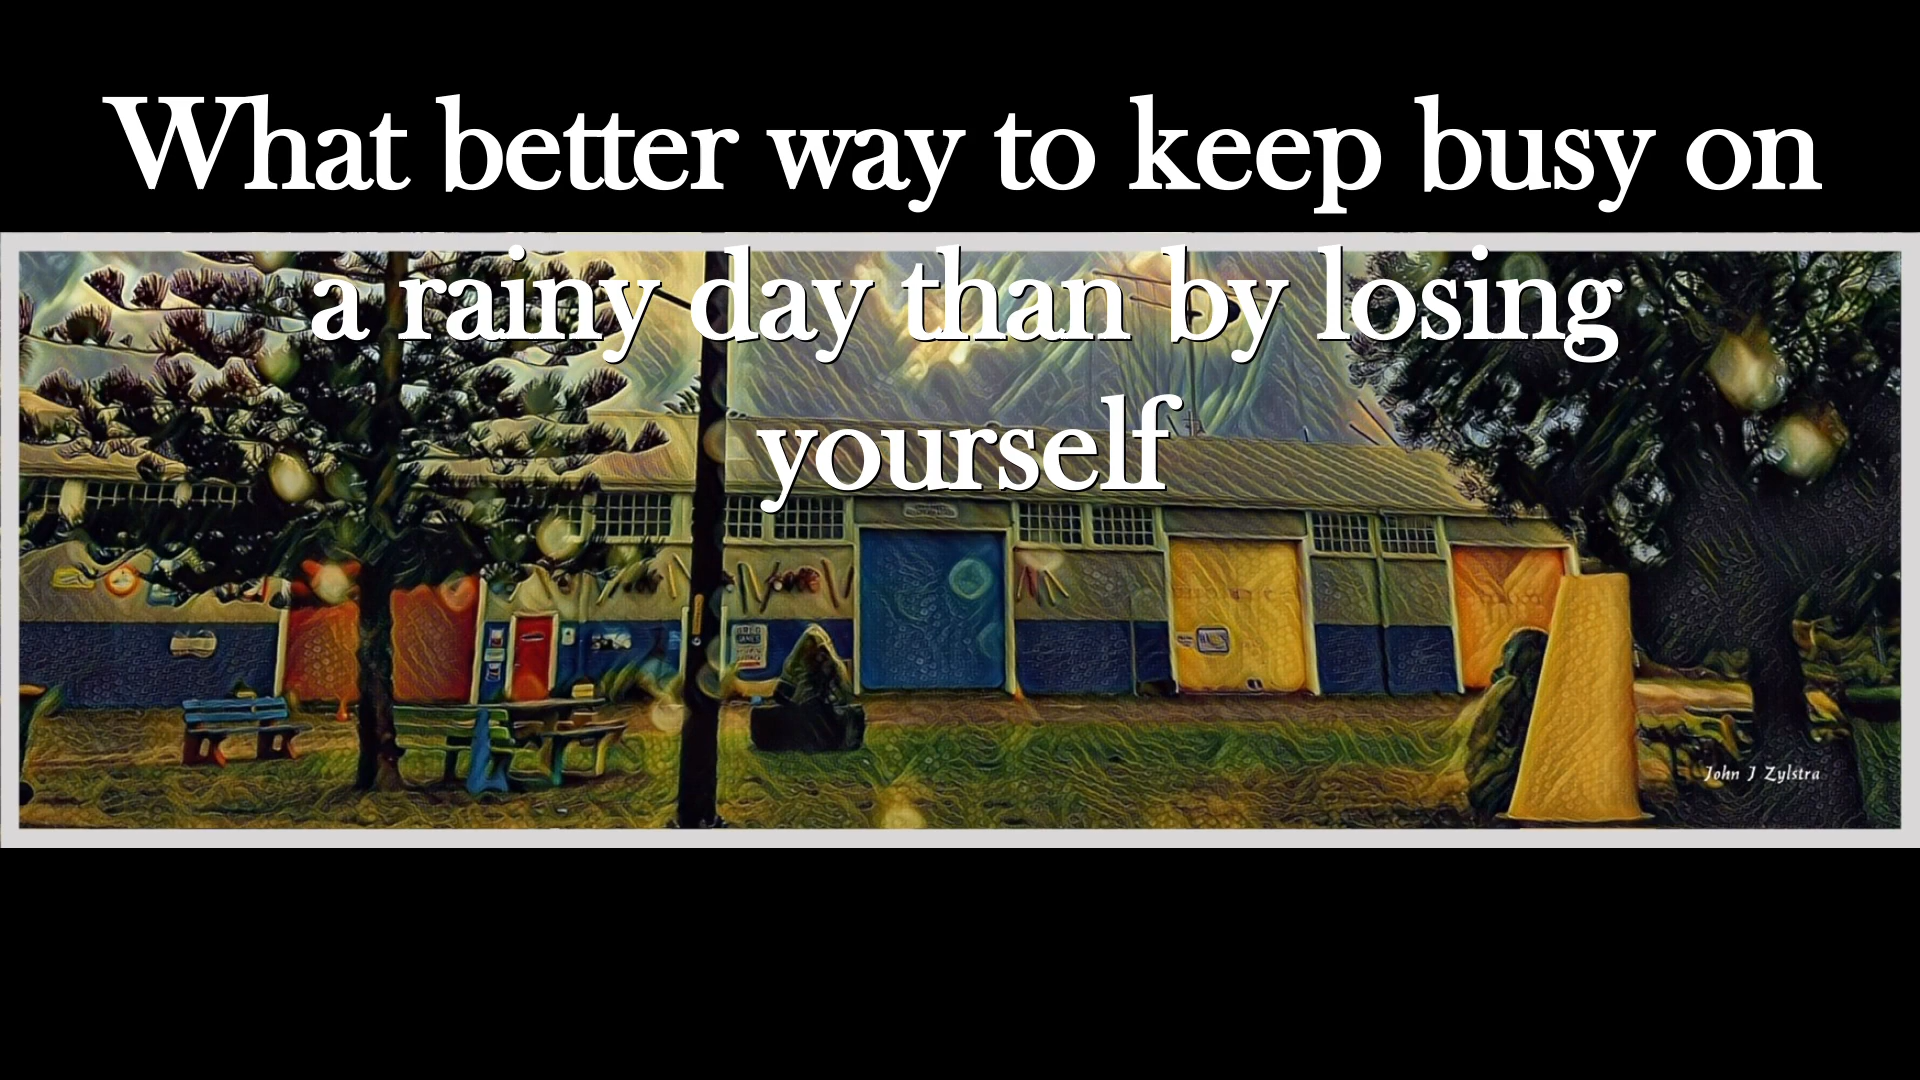 What better way to keep busy on
a rainy day than by losing
yourself
John J Zylstra